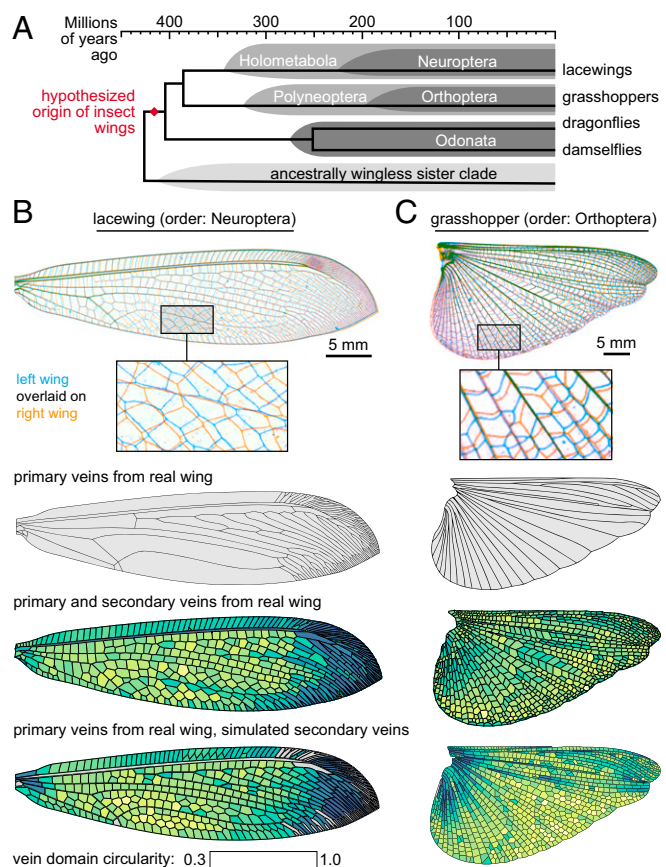 A
Millions
of years
ago
400 300 200 100
Holometabola Neuroptera
lacewings
hypothesized
origin of insect
wings
Polyneoptera Orthoptera
grasshoppers
dragonflies
Odonata
damselflies
ancestrally wingless sister clade
B
lacewing (order: Neuroptera)
5 mm
left wing
overlaid on
right wing
C
grasshopper (order: Orthoptera)
5 mm
primary veins from real wing
primary and secondary veins from real wing
primary veins from real wing, simulated secondary veins
vein domain circularity: 0.3 1.0